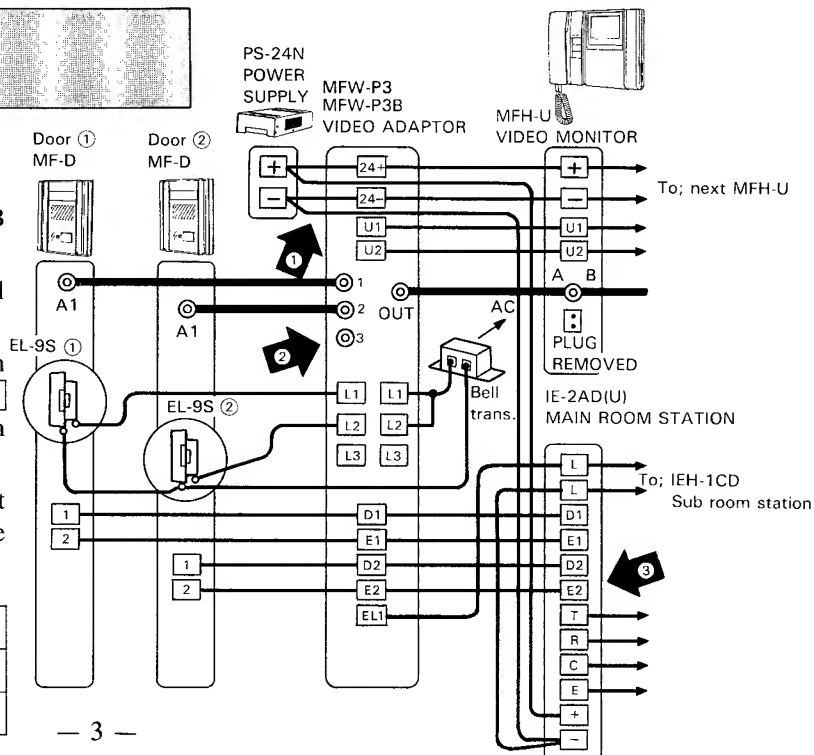 PS-24N
POWER
SUPPLY
MFW-P3
MFW-P3B
VIDEO ADAPTOR
MFH-U
VIDEO MONITOR
Door ①
MF-D
Door ②
MF-D
+
24+
+
−
24−
−
To; next MFH-U
U1
U1
U2
U2
①
A1
1
A1
2
OUT
3
A B
AC
PLUG
REMOVED
②
EL-9S ①
EL-9S ②
L1
L1
L2
L2
L3
L3
Bell
trans.
IE-2AD(U)
MAIN ROOM STATION
L
L
To; IEH-1CD
Sub room station
1
D1
D1
2
E1
E1
1
D2
D2
2
E2
E2
③
EL1
T
R
C
E
+
−
— 3 —